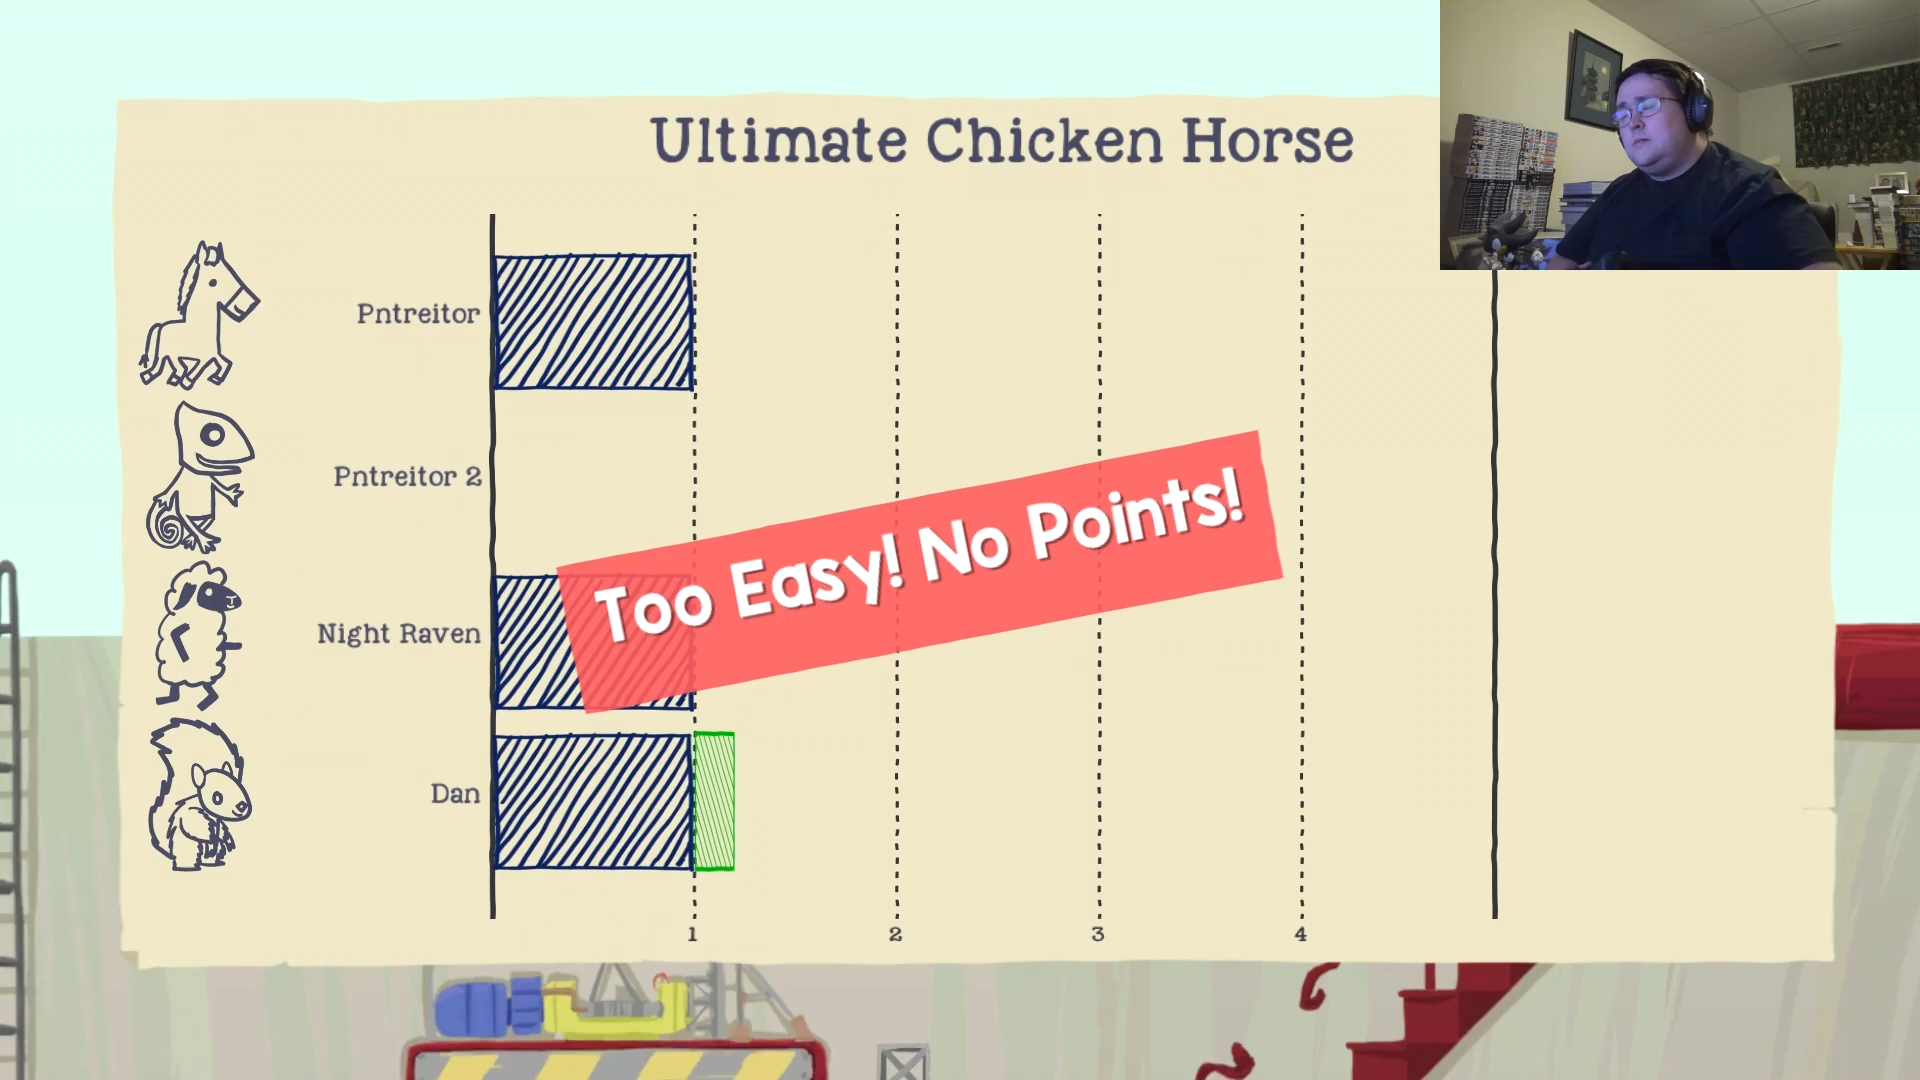 Ultimate Chicken Horse
Pntreitor
Pntreitor 2
Too Easy! No Points!
Night Raven
Dan
1 2 3 4